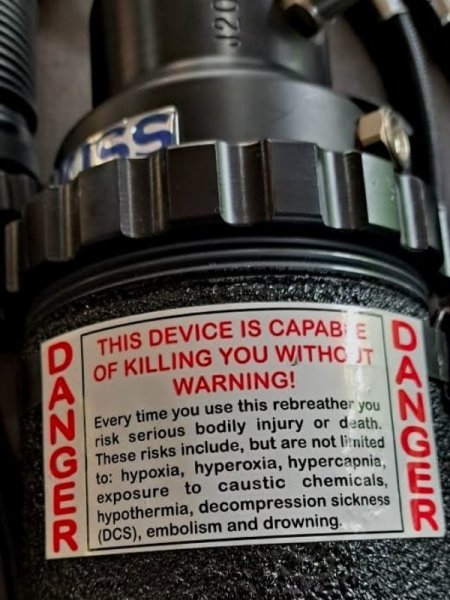 J20
KISS
DANGER
THIS DEVICE IS CAPABLE
OF KILLING YOU WITHOUT
WARNING!
Every time you use this rebreather you
risk serious bodily injury or death.
These risks include, but are not limited
to: hypoxia, hyperoxia, hypercapnia,
exposure to caustic chemicals,
hypothermia, decompression sickness
(DCS), embolism and drowning.
DANGER